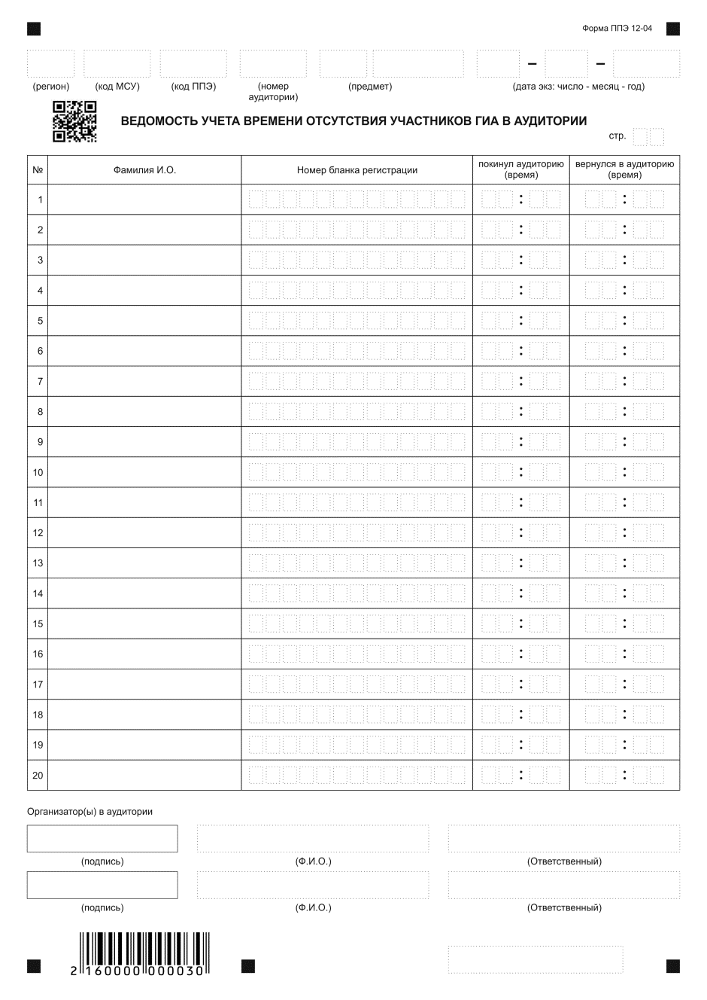 Форма ППЭ 12-04
– –
(регион) (код МСУ) (код ППЭ) (номер аудитории) (предмет) (дата экз: число - месяц - год)
ВЕДОМОСТЬ УЧЕТА ВРЕМЕНИ ОТСУТСТВИЯ УЧАСТНИКОВ ГИА В АУДИТОРИИ
стр.
№ Фамилия И.О. Номер бланка регистрации покинул аудиторию (время) вернулся в аудиторию (время)
1 : :
2 : :
3 : :
4 : :
5 : :
6 : :
7 : :
8 : :
9 : :
10 : :
11 : :
12 : :
13 : :
14 : :
15 : :
16 : :
17 : :
18 : :
19 : :
20 : :
Организатор(ы) в аудитории
(подпись) (Ф.И.О.) (Ответственный)
(подпись) (Ф.И.О.) (Ответственный)
2 160000 000030